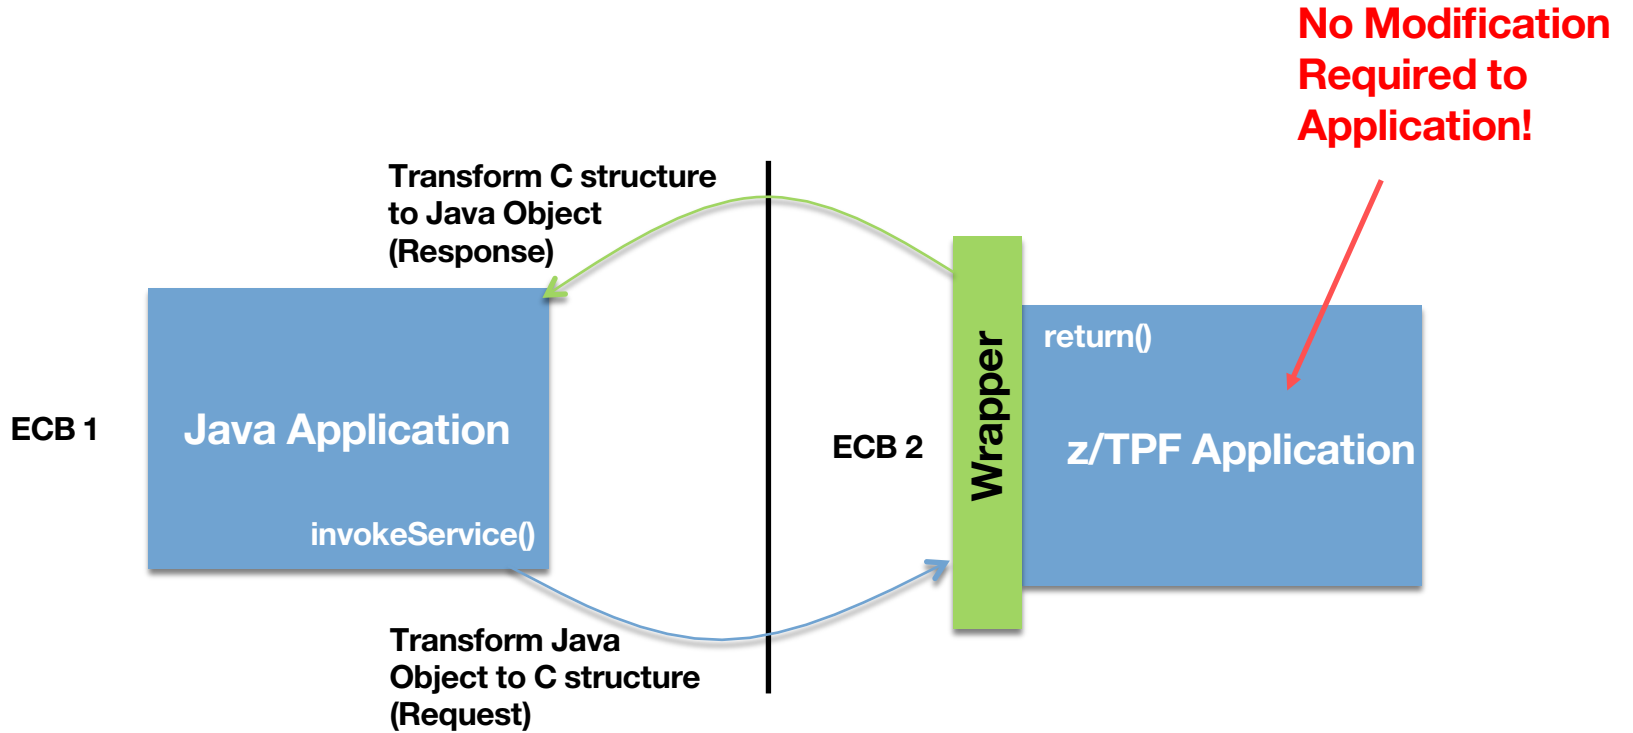 No Modification
Required to
Application!
Transform C structure
to Java Object
(Response)
ECB 1
Java Application
invokeService()
ECB 2
Wrapper
return()
z/TPF Application
Transform Java
Object to C structure
(Request)